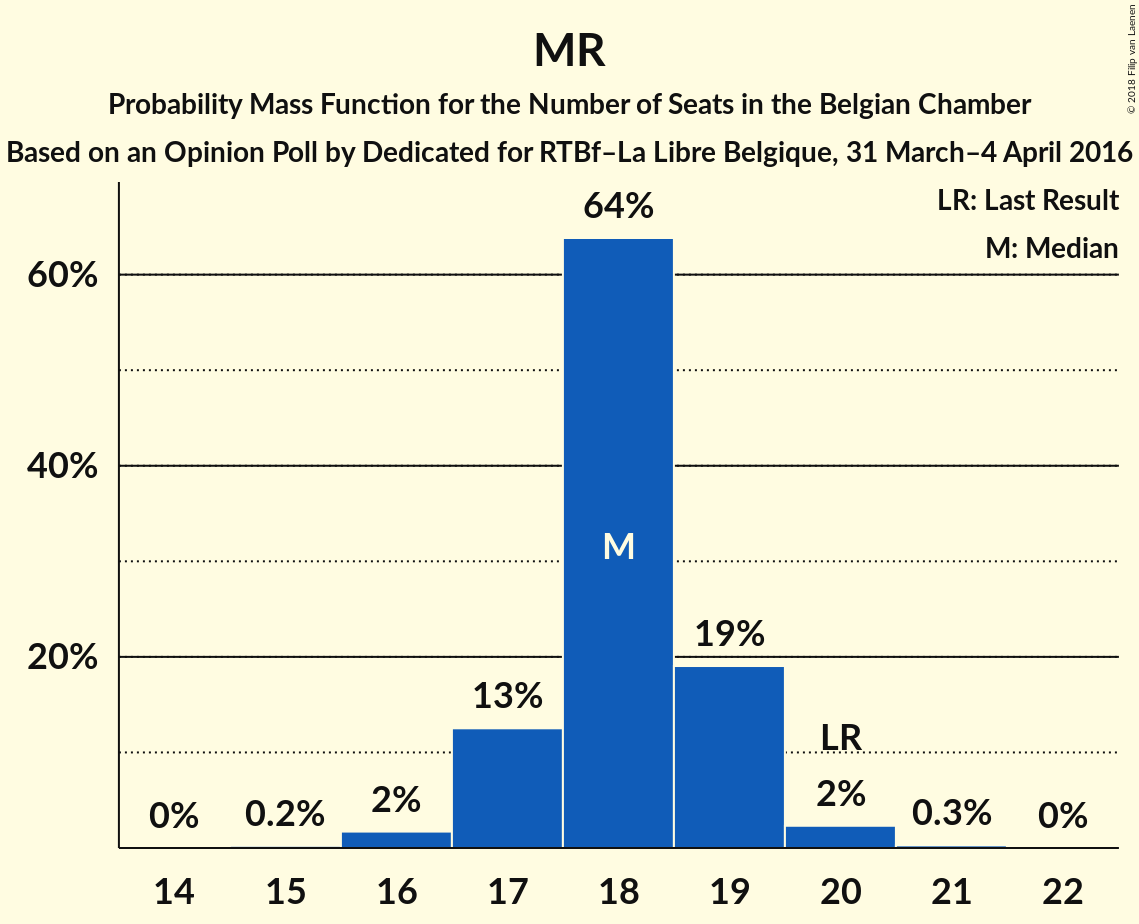 MR
Probability Mass Function for the Number of Seats in the Belgian Chamber
Based on an Opinion Poll by Dedicated for RTBf–La Libre Belgique, 31 March–4 April 2016
© 2018 Filip van Laenen
LR: Last Result
M: Median
60%
40%
20%
0%
0.2%
2%
13%
64%
M
19%
LR
2%
0.3%
0%
14
15
16
17
18
19
20
21
22